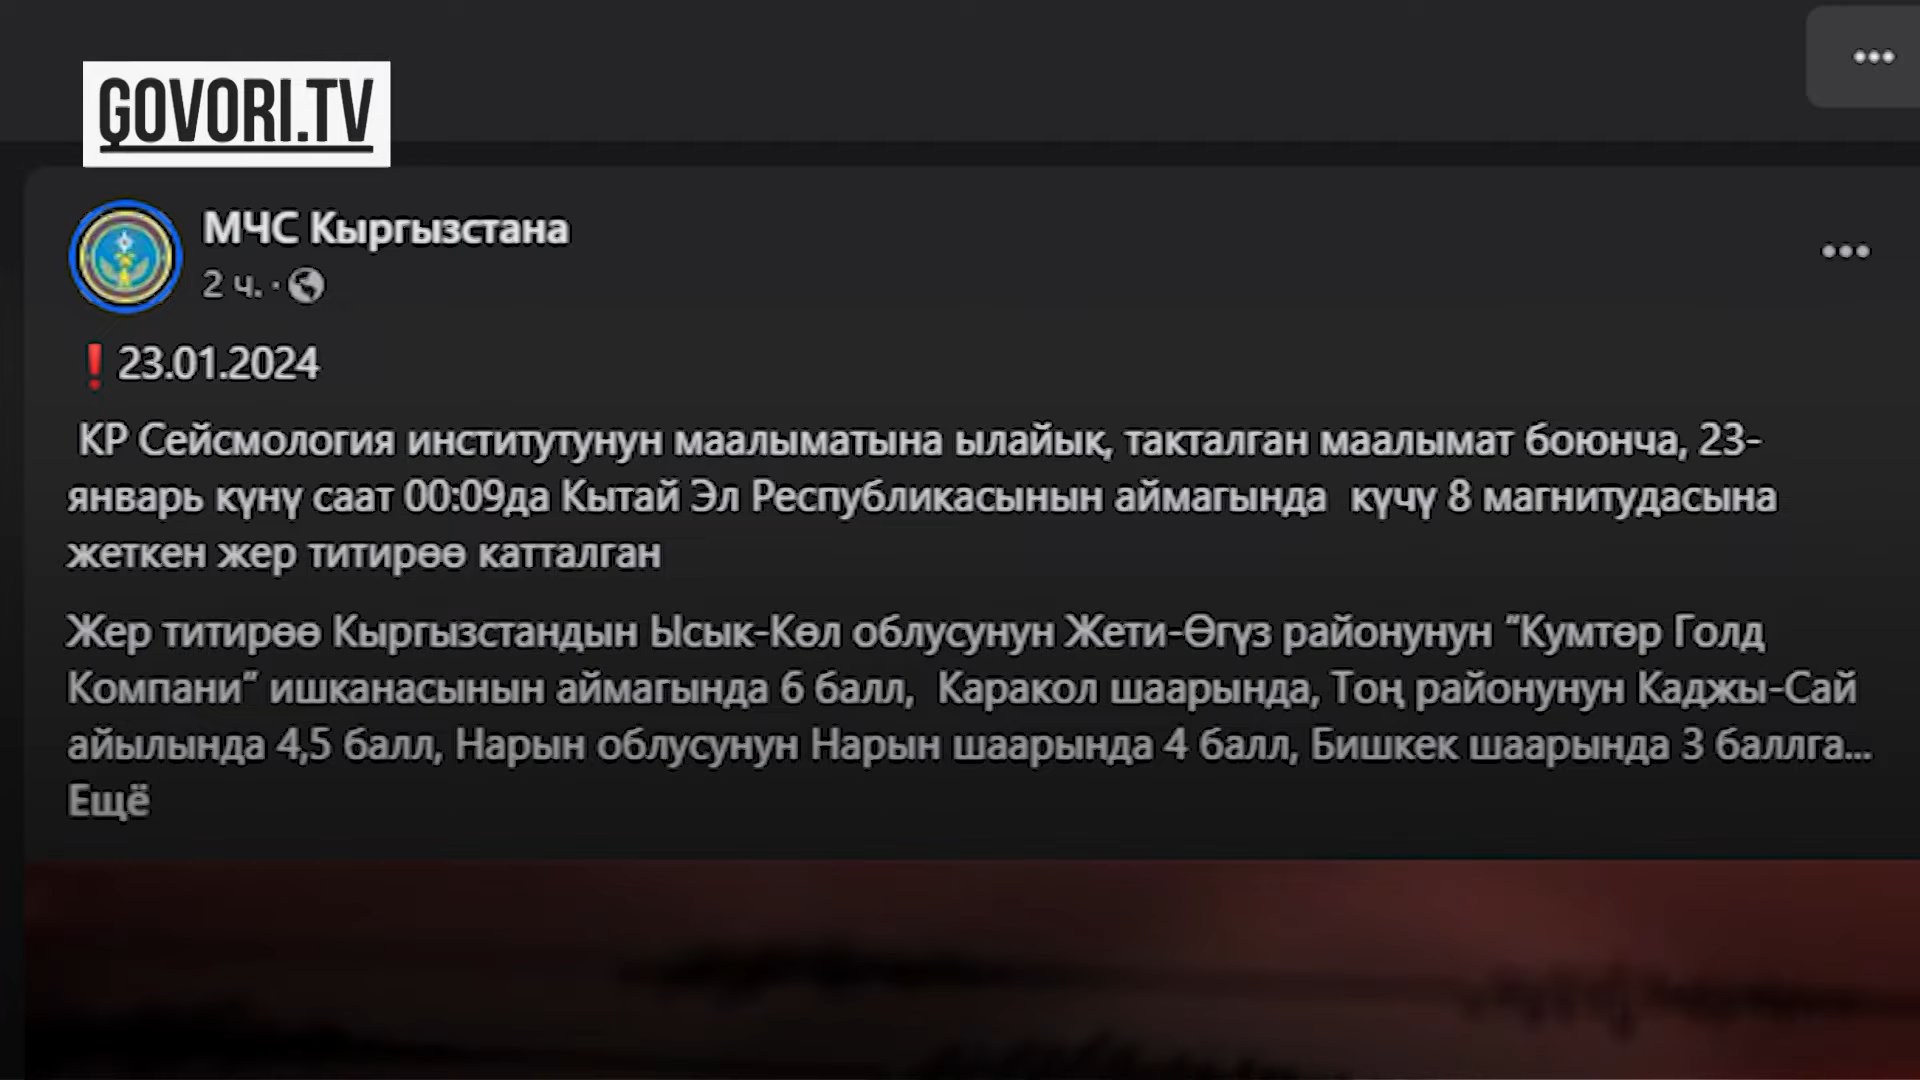 GOVORI.TV
МЧС Кыргызстана
2 ч. ·
❗23.01.2024
КР Сейсмология институтунун маалыматына ылайык, такталган маалымат боюнча, 23-
январь күнү саат 00:09да Кытай Эл Республикасынын аймагында күчү 8 магнитудасына
жеткен жер титирөө катталган
Жер титирөө Кыргызстандын Ысык-Көл облусунун Жети-Өгүз районунун "Кумтөр Голд
Компани" ишканасынын аймагында 6 балл, Каракол шаарында, Тоң районунун Каджы-Сай
айылында 4,5 балл, Нарын облусунун Нарын шаарында 4 балл, Бишкек шаарында 3 баллга...
Ещё